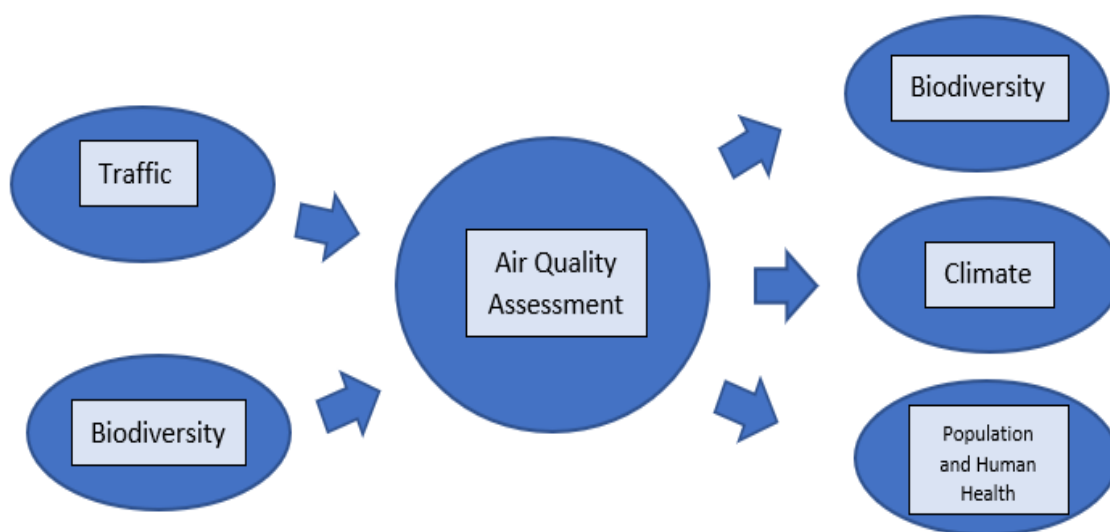 Traffic
Biodiversity
Air Quality
Assessment
Biodiversity
Climate
Population
and Human
Health